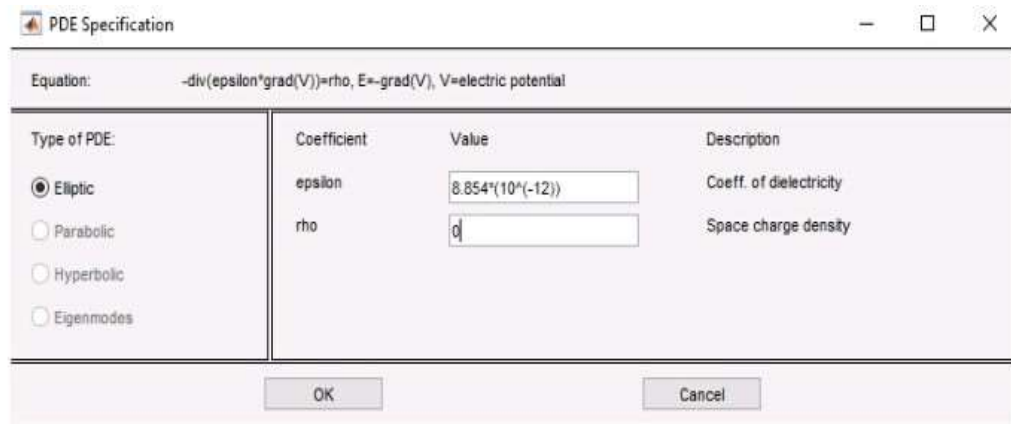 PDE Specification
Equation: -div(epsilon*grad(V))=rho, E=-grad(V), V=electric potential
Type of PDE: Coefficient Value Description
Elliptic epsilon 8.854*(10^(-12)) Coeff. of dielectricity
Parabolic rho 0 Space charge density
Hyperbolic
Eigenmodes
OK Cancel